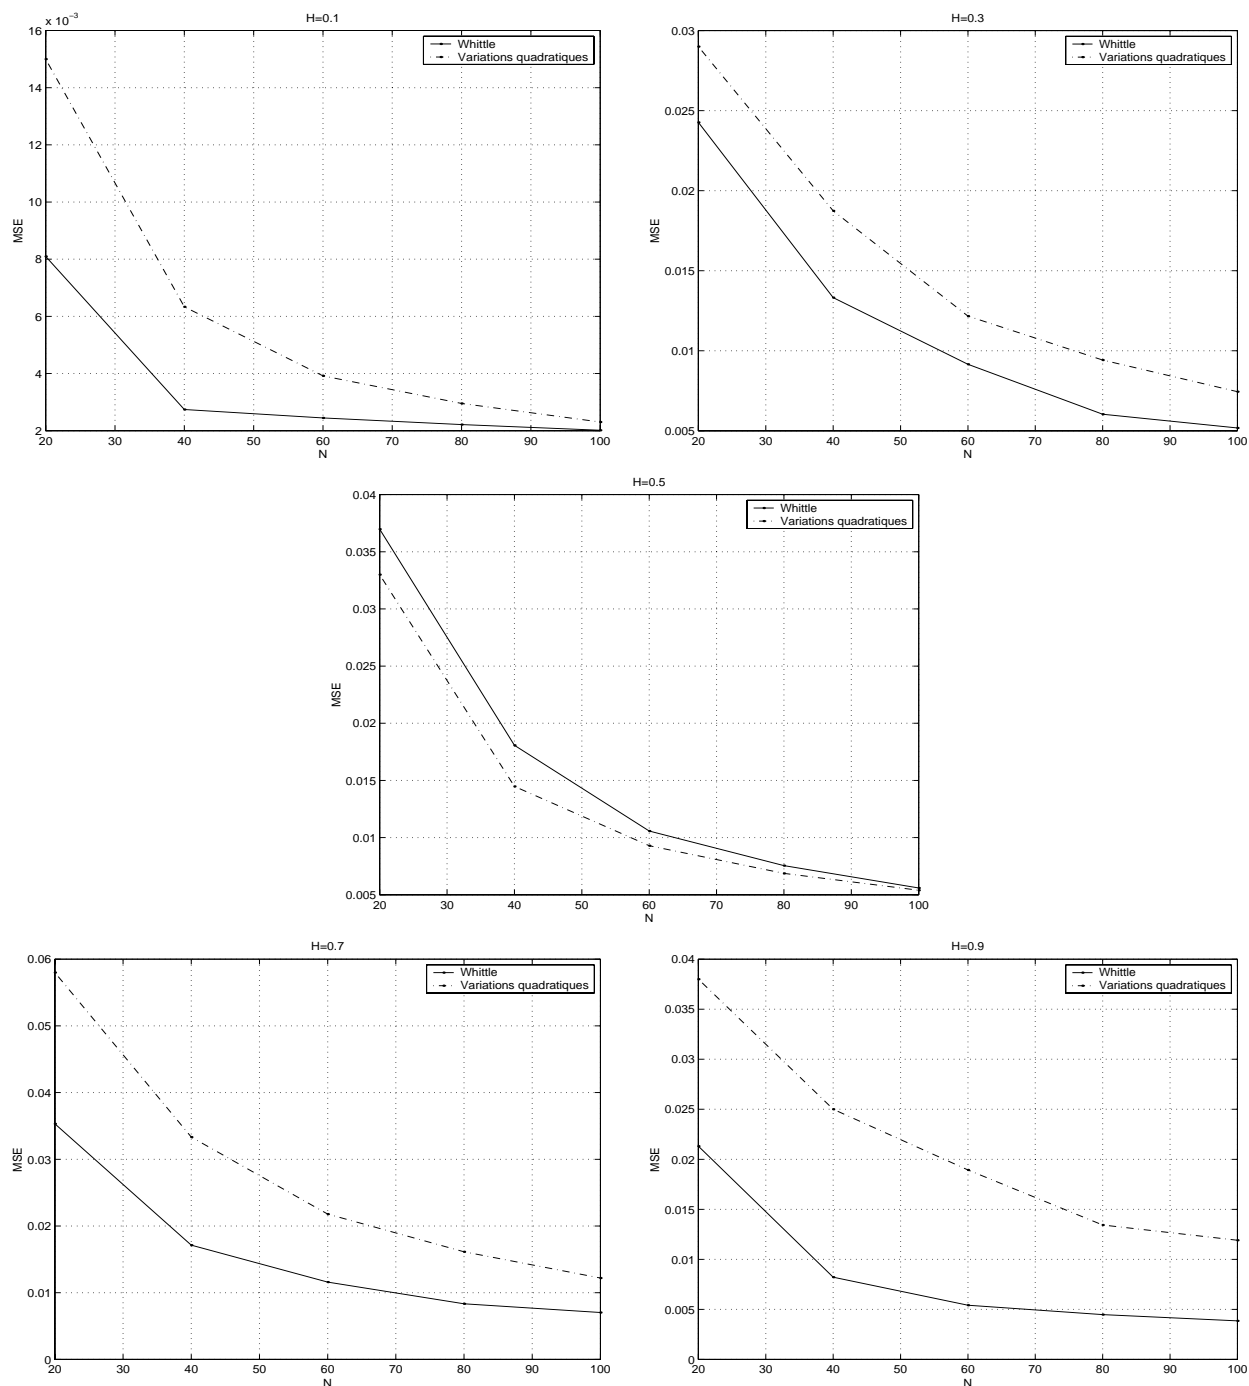 H=0.1
x 10⁻³
16
14
12
10
8
6
4
2
MSE
20 30 40 50 60 70 80 90 100
N
Whittle
Variations quadratiques
H=0.3
0.03
0.025
0.02
0.015
0.01
0.005
MSE
20 30 40 50 60 70 80 90 100
N
Whittle
Variations quadratiques
H=0.5
0.04
0.035
0.03
0.025
0.02
0.015
0.01
0.005
MSE
20 30 40 50 60 70 80 90 100
N
Whittle
Variations quadratiques
H=0.7
0.06
0.05
0.04
0.03
0.02
0.01
0
MSE
20 30 40 50 60 70 80 90 100
N
Whittle
Variations quadratiques
H=0.9
0.04
0.035
0.03
0.025
0.02
0.015
0.01
0.005
0
MSE
20 30 40 50 60 70 80 90 100
N
Whittle
Variations quadratiques